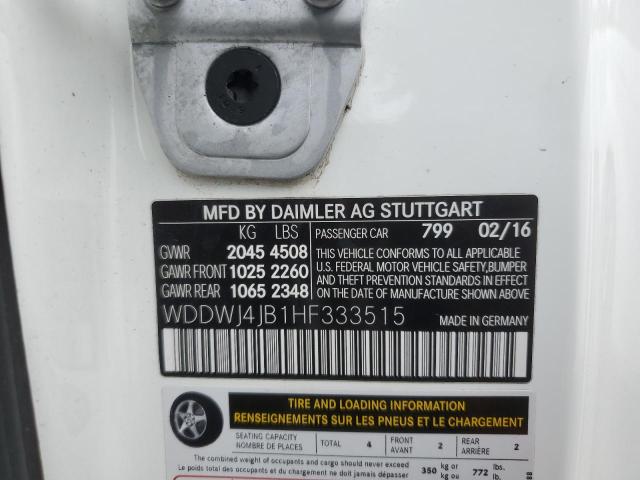 MFD BY DAIMLER AG STUTTGART
KG LBS PASSENGER CAR 799 02/16
GVWR 2045 4508
GAWR FRONT 1025 2260
GAWR REAR 1065 2348
THIS VEHICLE CONFORMS TO ALL APPLICABLE
U.S. FEDERAL MOTOR VEHICLE SAFETY,BUMPER
AND THEFT PREVENTION STANDARDS IN
EFFECT ON THE DATE OF MANUFACTURE
SHOWN ABOVE.
WDDWJ4JB1HF333515 MADE IN GERMANY
TIRE AND LOADING INFORMATION
RENSEIGNEMENTS SUR LES PNEUS ET LE CHARGEMENT
SEATING CAPACITY TOTAL 4 FRONT 2 REAR 2
NOMBRE DE PLACES AVANT ARRIÈRE
The combined weight of occupants and cargo should never exceed 350 kg or 772 lbs.
Le poids total des occupants et du chargement ne doit jamais dépasser kg ou lb.